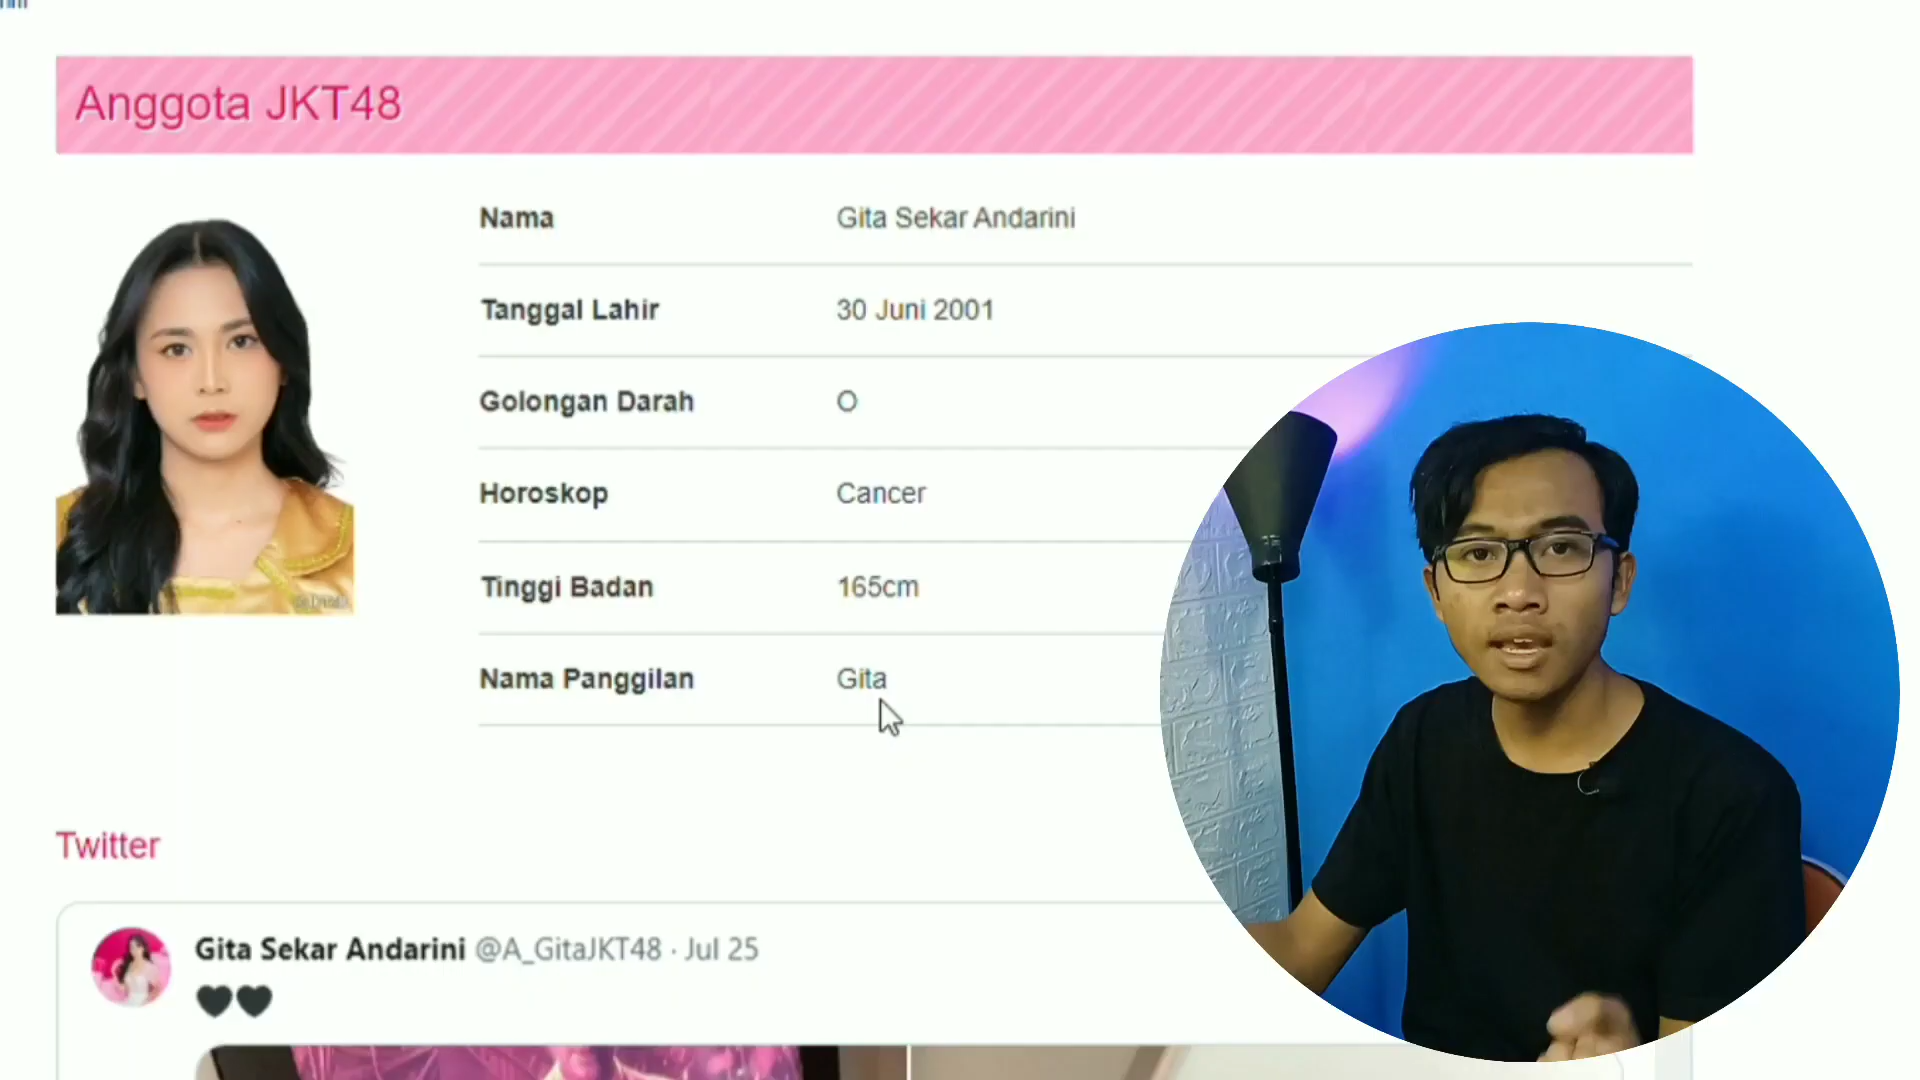 Anggota JKT48
Nama Gita Sekar Andarini
Tanggal Lahir 30 Juni 2001
Golongan Darah O
Horoskop Cancer
Tinggi Badan 165cm
Nama Panggilan Gita
Twitter
Gita Sekar Andarini @A_GitaJKT48 · Jul 25